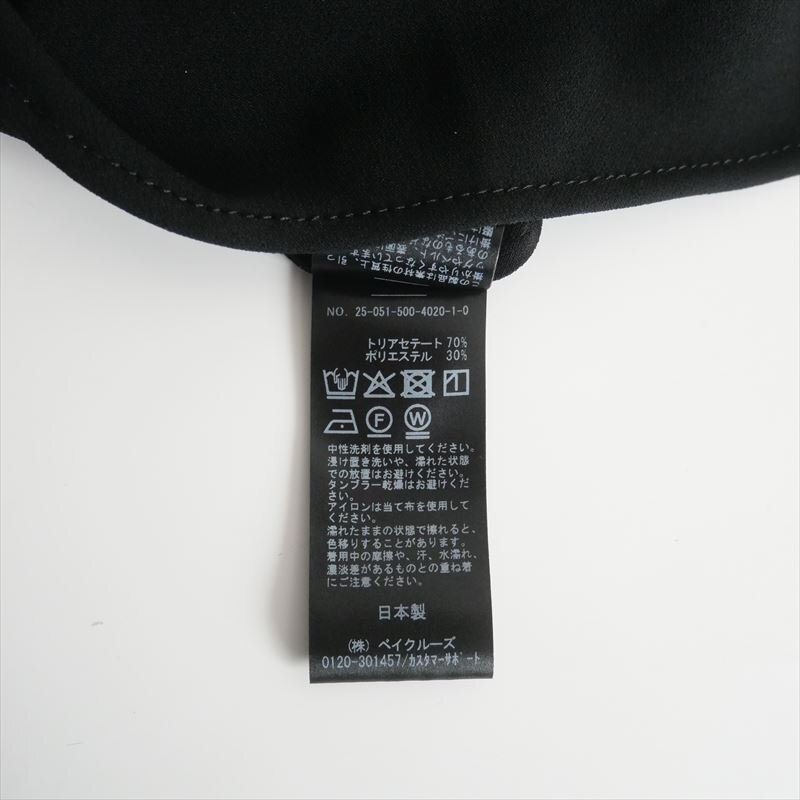 NO. 25-051-500-4020-1-0
トリアセテート 70%
ポリエステル 30%
F W
中性洗剤を使用してください。
浸け置き洗いや、濡れた状態
での放置はお避けください。
タンブラー乾燥はお避けくだ
さい。
アイロンは当て布を使用して
ください。
濡れたままの状態で擦れると、
色移りすることがあります。
着用中の摩擦や、汗、水濡れ、
濃淡差があるものとの重ね着
にご注意ください。
日本製
(株) ベイクルーズ
0120-301457/カスタマーサポート